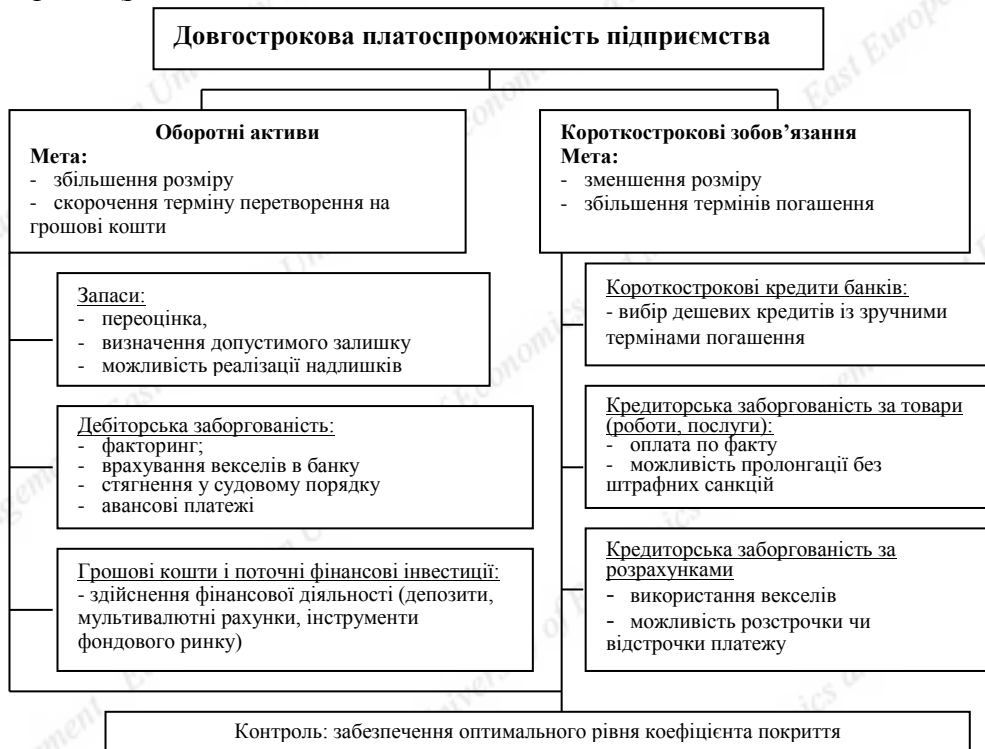 Довгострокова платоспроможність підприємства
Оборотні активи
Мета:
- збільшення розміру
- скорочення терміну перетворення на
грошові кошти
Запаси:
- переоцінка,
- визначення допустимого залишку
- можливість реалізації надлишків
Дебіторська заборгованість:
- факторинг;
- врахування векселів в банку
- стягнення у судовому порядку
- авансові платежі
Грошові кошти і поточні фінансові інвестиції:
- здійснення фінансової діяльності (депозити,
мультивалютні рахунки, інструменти
фондового ринку)
Короткострокові зобов’язання
Мета:
- зменшення розміру
- збільшення термінів погашення
Короткострокові кредити банків:
- вибір дешевих кредитів із зручними
термінами погашення
Кредиторська заборгованість за товари
(роботи, послуги):
- оплата по факту
- можливість пролонгації без
штрафних санкцій
Кредиторська заборгованість за
розрахунками
- використання векселів
- можливість розстрочки чи
відстрочки платежу
Контроль: забезпечення оптимального рівня коефіцієнта покриття